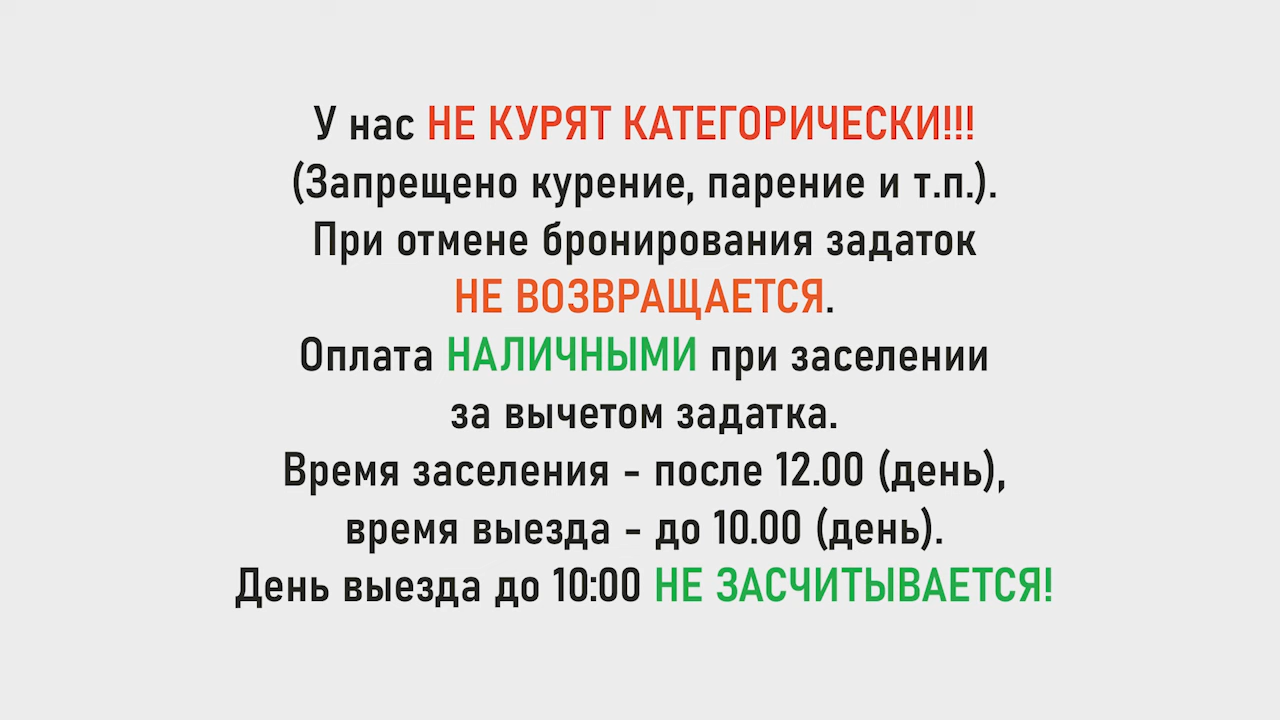 У нас НЕ КУРЯТ КАТЕГОРИЧЕСКИ!!!
(Запрещено курение, парение и т.п.).
При отмене бронирования задаток
НЕ ВОЗВРАЩАЕТСЯ.
Оплата НАЛИЧНЫМИ при заселении
за вычетом задатка.
Время заселения - после 12.00 (день),
время выезда - до 10.00 (день).
День выезда до 10:00 НЕ ЗАСЧИТЫВАЕТСЯ!